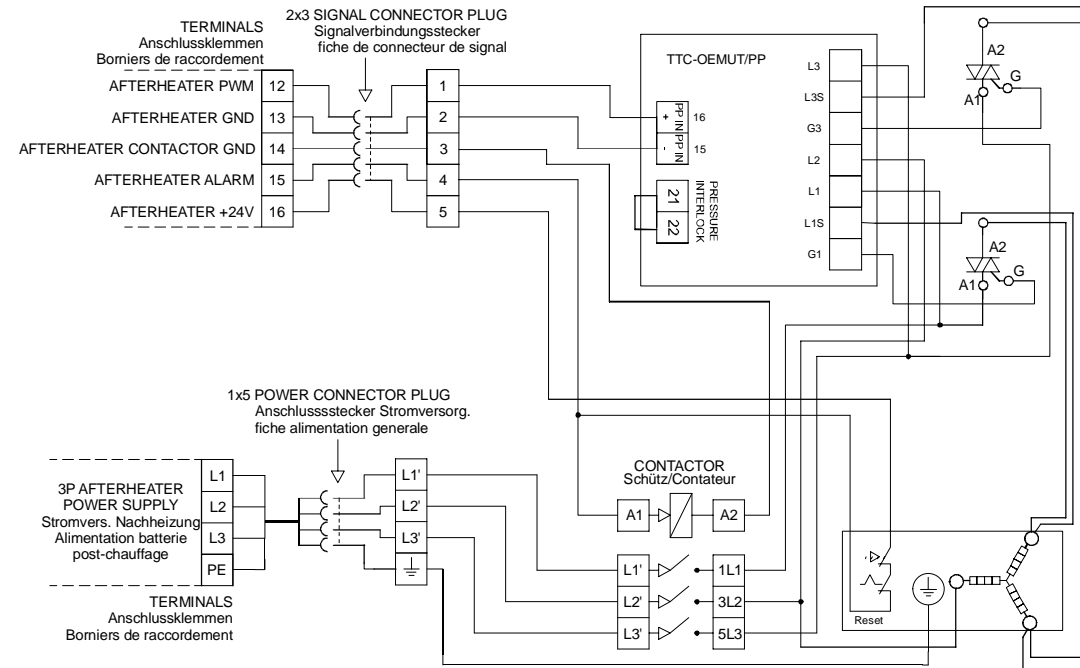 2x3 SIGNAL CONNECTOR PLUG
Signalverbindungsstecker
fiche de connecteur de signal
TERMINALS
Anschlussklemmen
Borniers de raccordement
AFTERHEATER PWM 12
AFTERHEATER GND 13
AFTERHEATER CONTACTOR GND 14
AFTERHEATER ALARM 15
AFTERHEATER +24V 16
1
2
3
4
5
TTC-OEMUT/PP
+ PP IN 16
- PP IN 15
21
22
PRESSURE
INTERLOCK
L3
L3S
G3
L2
L1
L1S
G1
A2
G
A1
A2
G
A1
1x5 POWER CONNECTOR PLUG
Anschlusssstecker Stromversorg.
fiche alimentation generale
3P AFTERHEATER
POWER SUPPLY
Stromvers. Nachheizung
Alimentation batterie
post-chauffage
L1
L2
L3
PE
TERMINALS
Anschlussklemmen
Borniers de raccordement
L1'
L2'
L3'
CONTACTOR
Schütz/Contateur
A1
A2
L1' 1L1
L2' 3L2
L3' 5L3
Reset